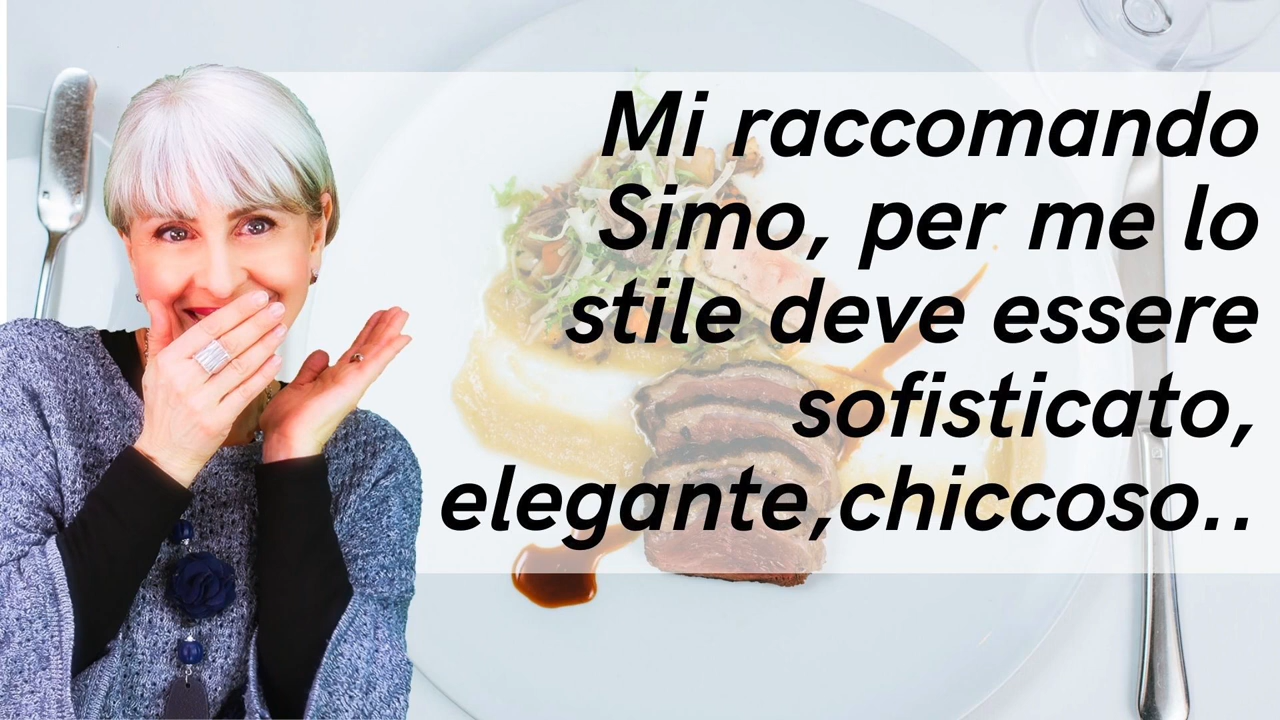 Mi raccomando
Simo, per me lo
stile deve essere
sofisticato,
elegante,chiccoso..